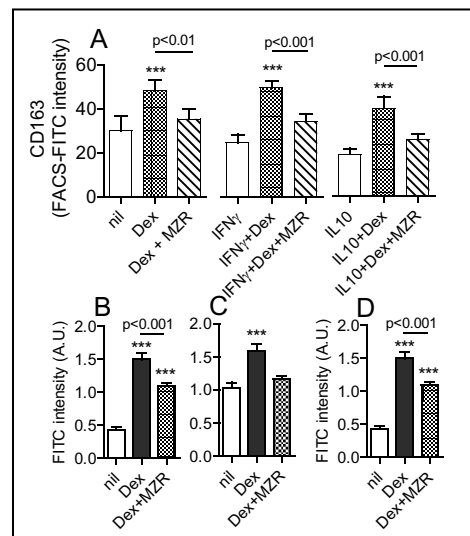 A
p<0.01
p<0.001
p<0.001
***
***
***
CD163
(FACS-FITC intensity)
60
40
20
0
nil
Dex
Dex + MZR
IFNγ
IFNγ+Dex
IFNγ+Dex+MZR
IL10
IL10+Dex
IL10+Dex+MZR
B
p<0.001
***
***
FITC intensity (A.U.)
2.0
1.5
1.0
0.5
0.0
nil
Dex
Dex+MZR
C
***
2.0
1.5
1.0
0.5
0.0
nil
Dex
Dex+MZR
D
p<0.001
***
***
FITC intensity (A.U.)
2.0
1.5
1.0
0.5
0.0
nil
Dex
Dex+MZR